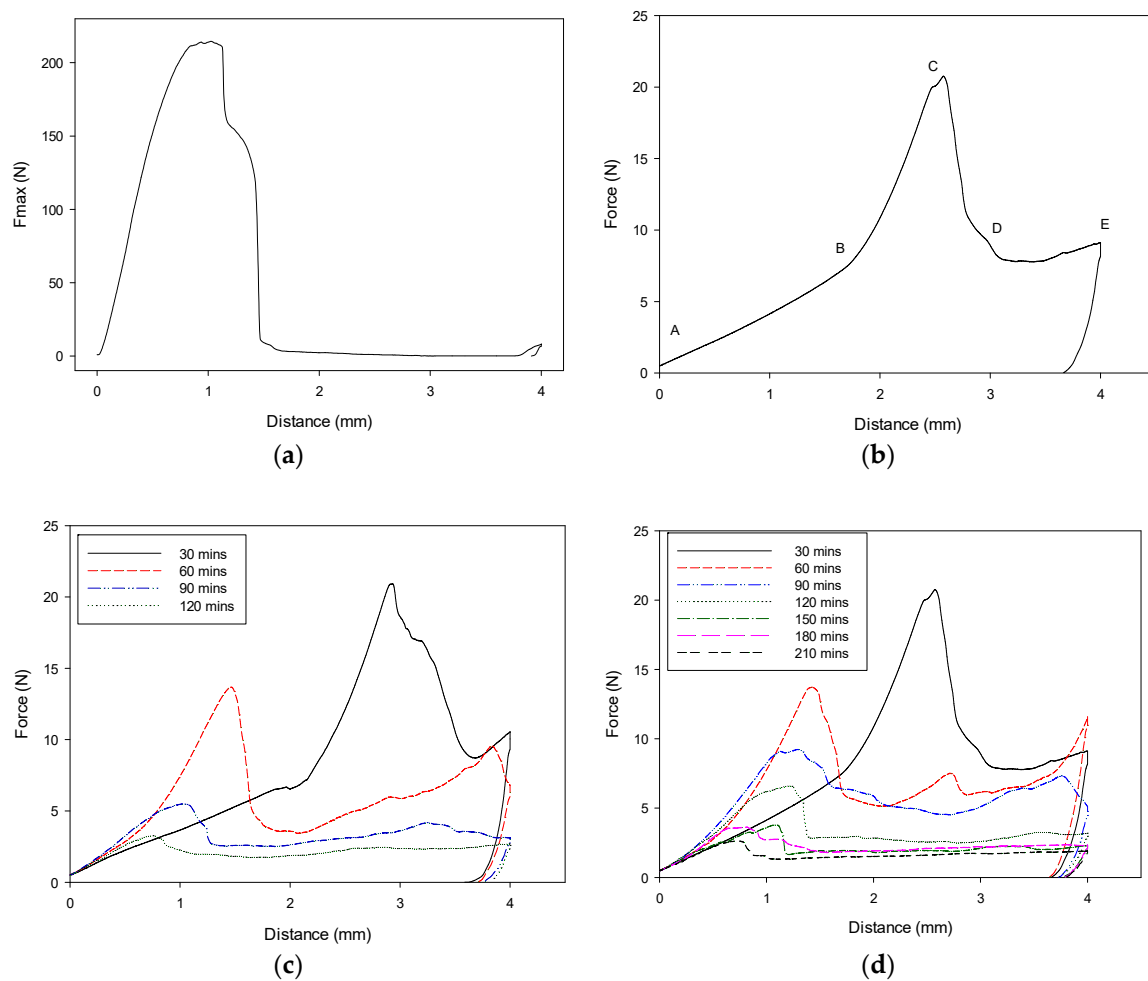 Fmax (N)
200
150
100
50
0
0 1 2 3 4
Distance (mm)
(a)
Force (N)
25
20
15
10
5
0
A
B
C
D
E
0 1 2 3 4
Distance (mm)
(b)
Force (N)
25
20
15
10
5
0
30 mins
60 mins
90 mins
120 mins
0 1 2 3 4
Distance (mm)
(c)
Force (N)
25
20
15
10
5
0
30 mins
60 mins
90 mins
120 mins
150 mins
180 mins
210 mins
0 1 2 3 4
Distance (mm)
(d)